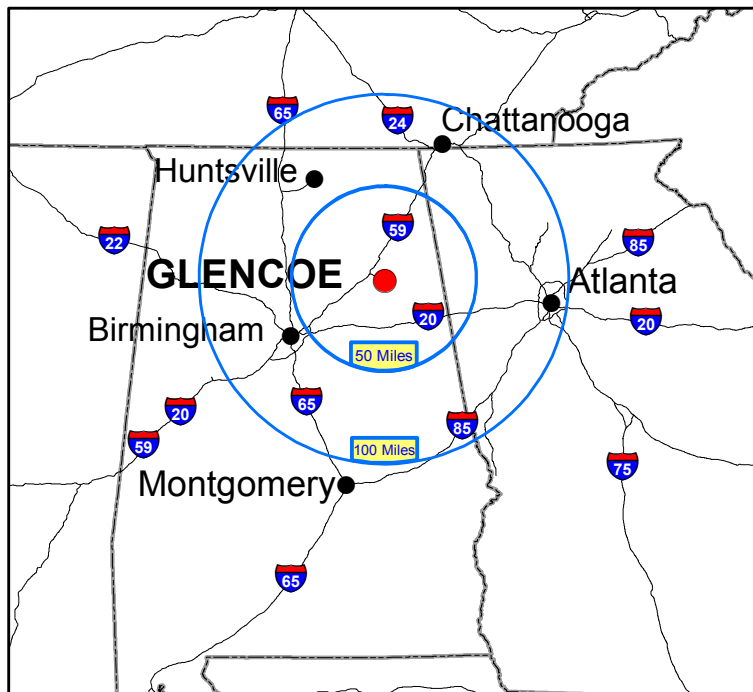 65
24
Chattanooga
Huntsville
59
22
85
GLENCOE
Atlanta
20
20
Birmingham
50 Miles
65
20
85
59
100 Miles
75
Montgomery
65